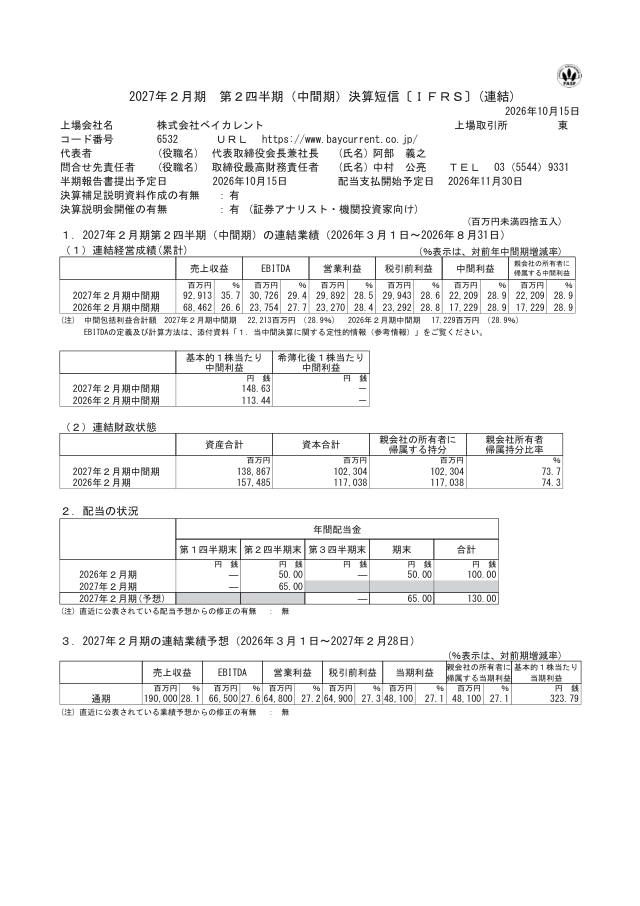 2027年２月期　第２四半期（中間期）決算短信〔ＩＦＲＳ〕（連結）
2026年10月15日
上場会社名　株式会社ベイカレント　上場取引所　東
コード番号　6532　ＵＲＬ　https://www.baycurrent.co.jp/
代表者　（役職名）　代表取締役会長兼社長　（氏名）阿部　義之
問合せ先責任者　（役職名）　取締役最高財務責任者　（氏名）中村　公亮　ＴＥＬ　03（5544）9331
半期報告書提出予定日　2026年10月15日　配当支払開始予定日　2026年11月30日
決算補足説明資料作成の有無　：有
決算説明会開催の有無　：有　（証券アナリスト・機関投資家向け）
（百万円未満四捨五入）
１．2027年２月期第２四半期（中間期）の連結業績（2026年３月１日～2026年８月31日）
（１）連結経営成績(累計)　（％表示は、対前年中間期増減率）
売上収益　EBITDA　営業利益　税引前利益　中間利益　親会社の所有者に帰属する中間利益
百万円　％　百万円　％　百万円　％　百万円　％　百万円　％　百万円　％
2027年２月期中間期　92,913　35.7　30,726　29.4　29,892　28.5　29,943　28.6　22,209　28.9　22,209　28.9
2026年２月期中間期　68,462　26.6　23,754　27.7　23,270　28.4　23,292　28.8　17,229　28.9　17,229　28.9
（注）　中間包括利益合計額　2027年２月期中間期　22,213百万円（28.9％）　2026年２月期中間期　17,229百万円（28.9％）
EBITDAの定義及び計算方法は、添付資料「１．当中間決算に関する定性的情報（参考情報）」をご覧ください。
基本的１株当たり中間利益　希薄化後１株当たり中間利益
円　銭　円　銭
2027年２月期中間期　148.63　－
2026年２月期中間期　113.44　－
（２）連結財政状態
資産合計　資本合計　親会社の所有者に帰属する持分　親会社所有者帰属持分比率
百万円　百万円　百万円　％
2027年２月期中間期　138,867　102,304　102,304　73.7
2026年２月期　157,485　117,038　117,038　74.3
２．配当の状況
年間配当金
第１四半期末　第２四半期末　第３四半期末　期末　合計
円　銭　円　銭　円　銭　円　銭　円　銭
2026年２月期　－　50.00　－　50.00　100.00
2027年２月期　－　65.00
2027年２月期(予想)　－　65.00　130.00
（注）直近に公表されている配当予想からの修正の有無　：　無
３．2027年２月期の連結業績予想（2026年３月１日～2027年２月28日）
（％表示は、対前期増減率）
売上収益　EBITDA　営業利益　税引前利益　当期利益　親会社の所有者に帰属する当期利益　基本的１株当たり当期利益
百万円　％　百万円　％　百万円　％　百万円　％　百万円　％　百万円　％　円　銭
通期　190,000　28.1　66,500　27.6　64,800　27.2　64,900　27.3　48,100　27.1　48,100　27.1　323.79
（注）直近に公表されている業績予想からの修正の有無　：　無